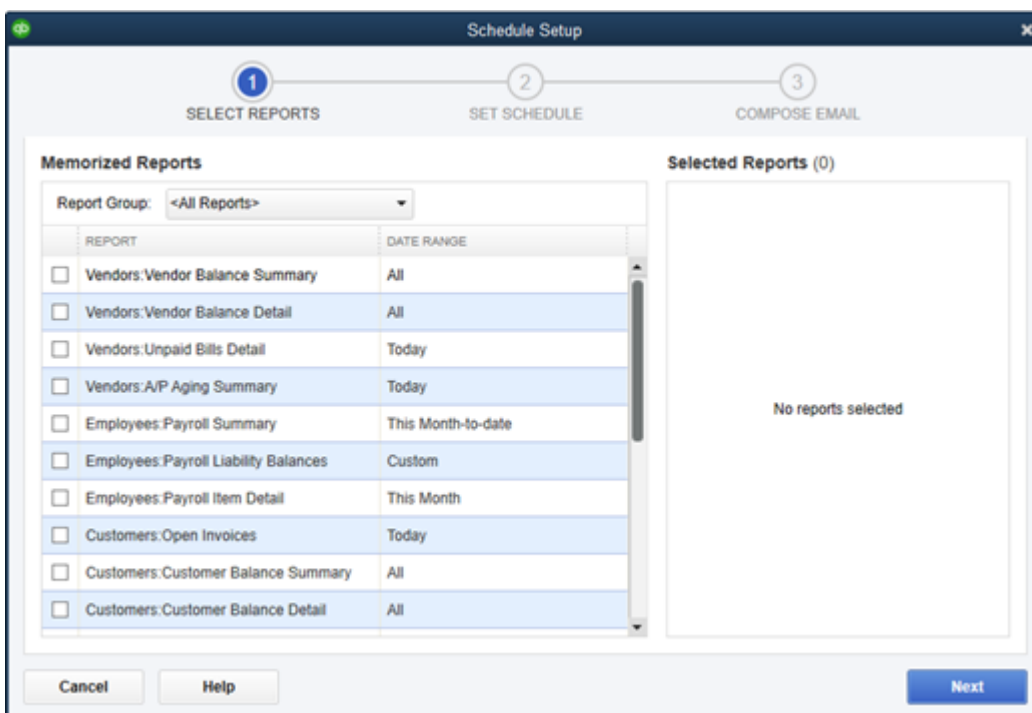 qb
Schedule Setup
1 2 3
SELECT REPORTS SET SCHEDULE COMPOSE EMAIL
Memorized Reports Selected Reports (0)
Report Group: <All Reports>
REPORT DATE RANGE
Vendors:Vendor Balance Summary All
Vendors:Vendor Balance Detail All
Vendors:Unpaid Bills Detail Today
Vendors:A/P Aging Summary Today
Employees:Payroll Summary This Month-to-date
Employees:Payroll Liability Balances Custom
Employees:Payroll Item Detail This Month
Customers:Open Invoices Today
Customers:Customer Balance Summary All
Customers:Customer Balance Detail All
No reports selected
Cancel Help Next